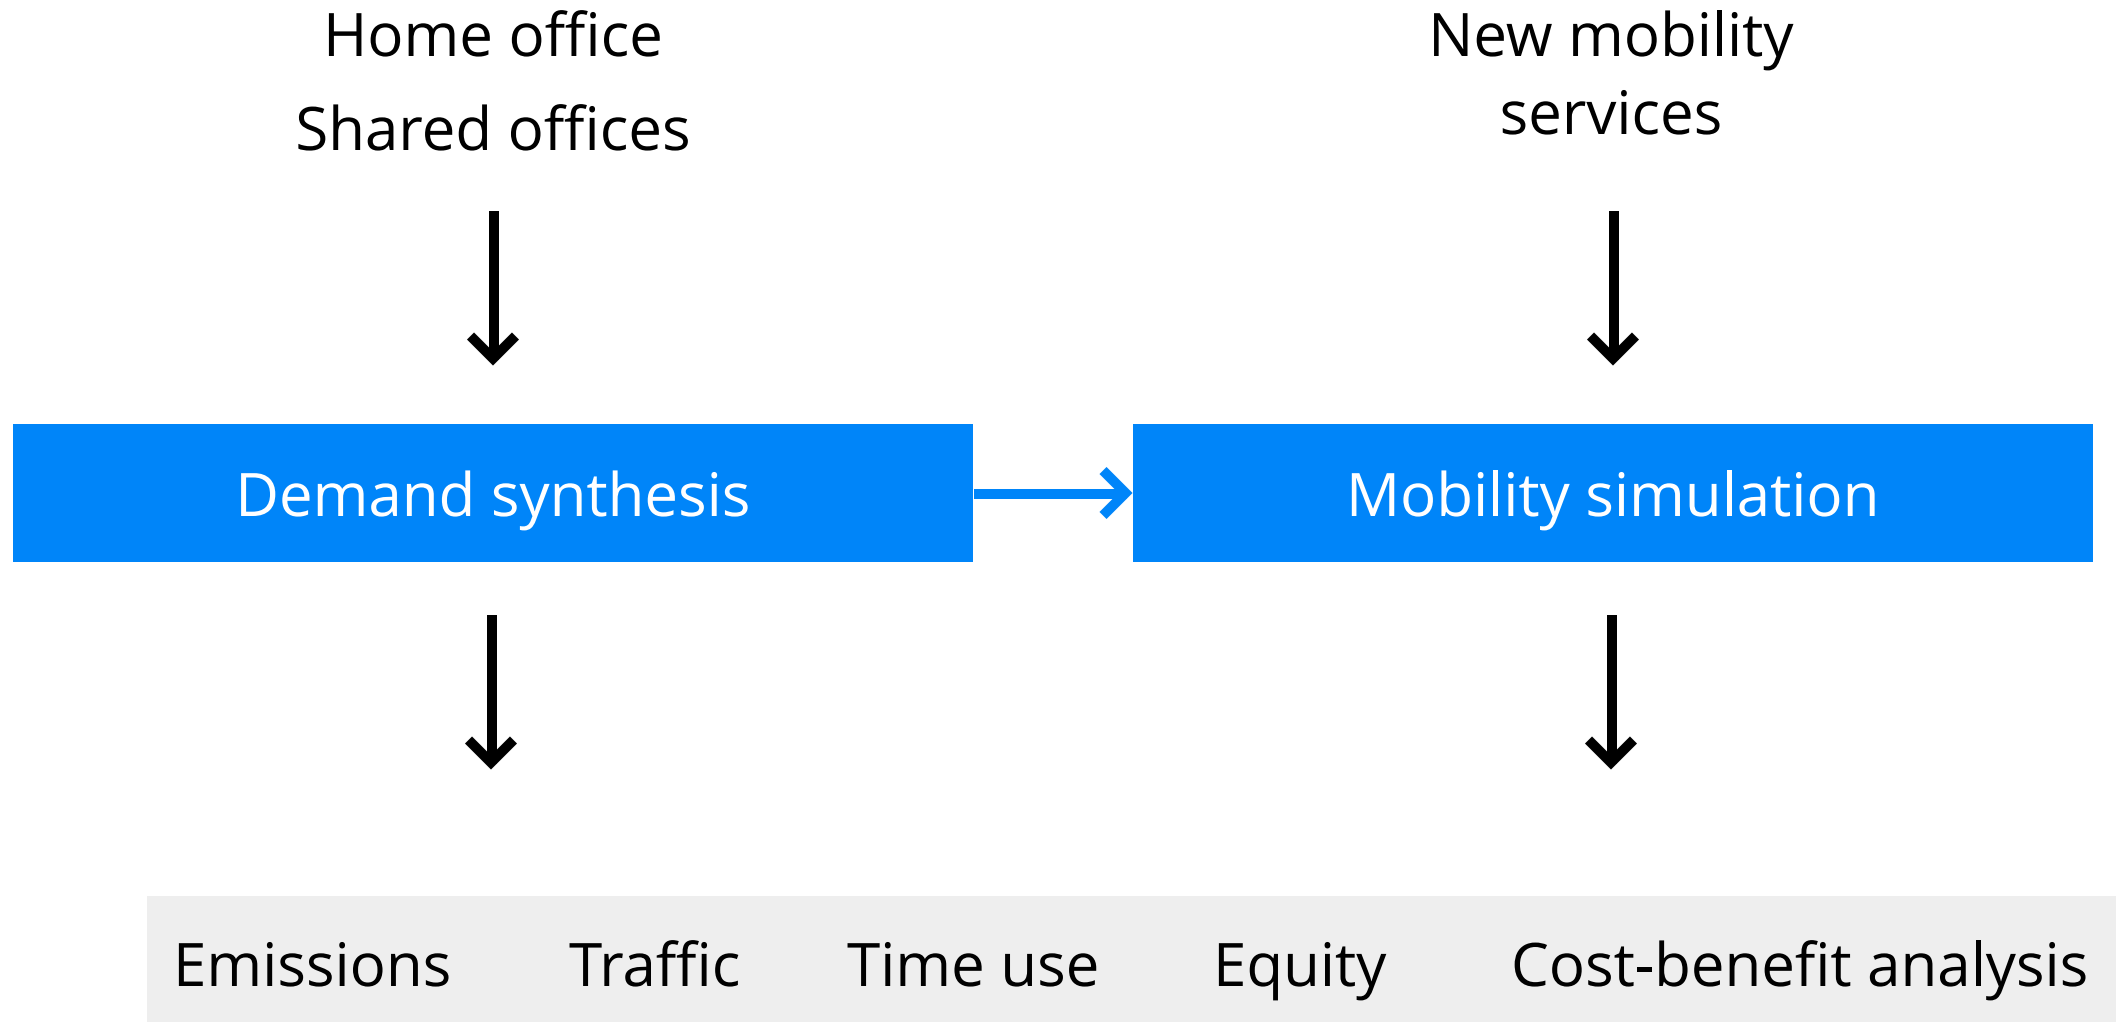 Home office
Shared offices
New mobility
services
Demand synthesis
Mobility simulation
Emissions Traffic Time use Equity Cost-benefit analysis